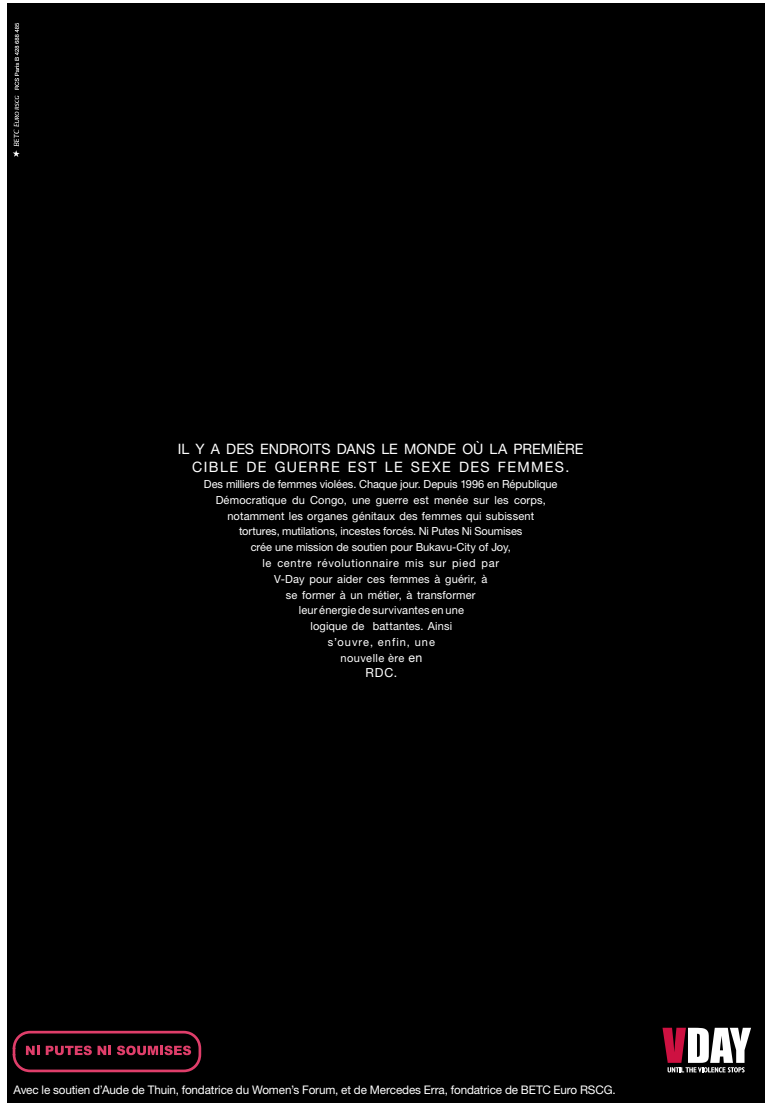 ★ BETC EURO RSCG RCS Paris B 428 688 485
IL Y A DES ENDROITS DANS LE MONDE OÙ LA PREMIÈRE
CIBLE DE GUERRE EST LE SEXE DES FEMMES.
Des milliers de femmes violées. Chaque jour. Depuis 1996 en République
Démocratique du Congo, une guerre est menée sur les corps,
notamment les organes génitaux des femmes qui subissent
tortures, mutilations, incestes forcés. Ni Putes Ni Soumises
crée une mission de soutien pour Bukavu-City of Joy,
le centre révolutionnaire mis sur pied par
V-Day pour aider ces femmes à guérir, à
se former à un métier, à transformer
leur énergie de survivantes en une
logique de battantes. Ainsi
s'ouvre, enfin, une
nouvelle ère en
RDC.
NI PUTES NI SOUMISES
VDAY
UNTIL THE VIOLENCE STOPS
Avec le soutien d'Aude de Thuin, fondatrice du Women's Forum, et de Mercedes Erra, fondatrice de BETC Euro RSCG.